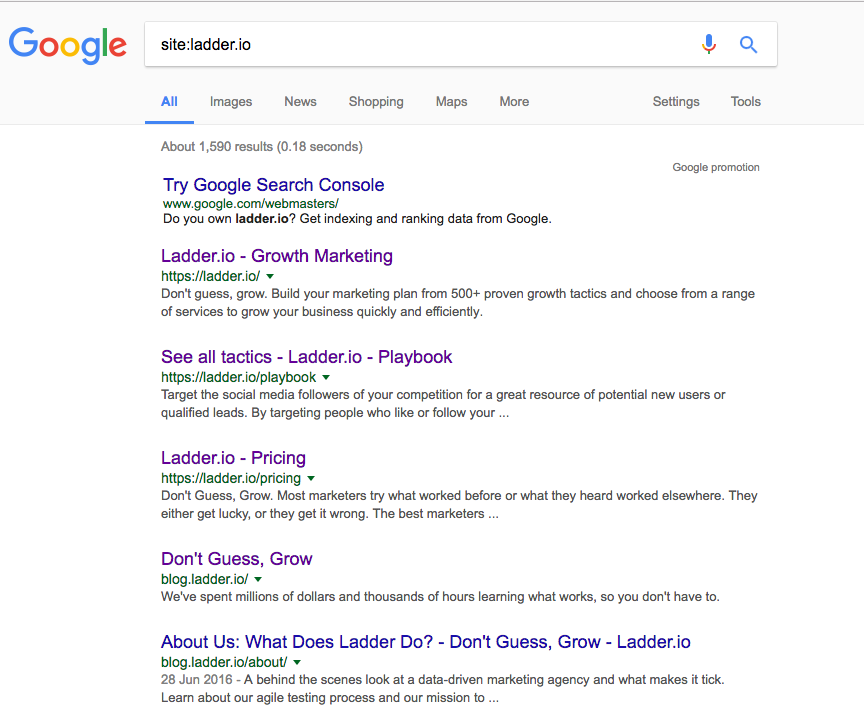 Google
site:ladder.io
All Images News Shopping Maps More Settings Tools
About 1,590 results (0.18 seconds)
Google promotion
Try Google Search Console
www.google.com/webmasters/
Do you own ladder.io? Get indexing and ranking data from Google.
Ladder.io - Growth Marketing
https://ladder.io/
Don't guess, grow. Build your marketing plan from 500+ proven growth tactics and choose from a range
of services to grow your business quickly and efficiently.
See all tactics - Ladder.io - Playbook
https://ladder.io/playbook
Target the social media followers of your competition for a great resource of potential new users or
qualified leads. By targeting people who like or follow your ...
Ladder.io - Pricing
https://ladder.io/pricing
Don't Guess, Grow. Most marketers try what worked before or what they heard worked elsewhere. They
either get lucky, or they get it wrong. The best marketers ...
Don't Guess, Grow
blog.ladder.io/
We've spent millions of dollars and thousands of hours learning what works, so you don't have to.
About Us: What Does Ladder Do? - Don't Guess, Grow - Ladder.io
blog.ladder.io/about/
28 Jun 2016 - A behind the scenes look at a data-driven marketing agency and what makes it tick.
Learn about our agile testing process and our mission to ...